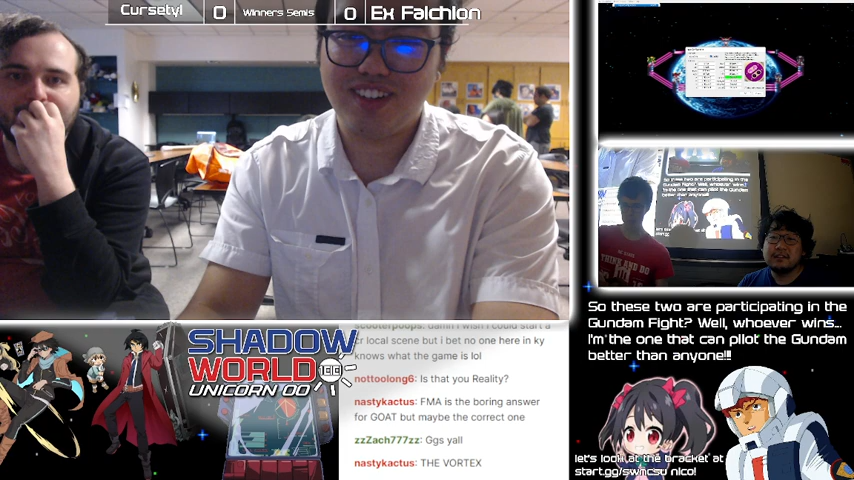 Cursetyl 0 Winners Semis 0 Ex Falchion
THINK AND
So these two are participating in the
Gundam Fight? Well, whoever wins...
I'm the one that can pilot the Gundam
better than anyone!!!
SHADOW
WORLD
UNICORN 00
scooterpoops: damn i wish i could start a
cr local scene but i bet no one here in ky
knows what the game is lol
nottoolong6: Is that you Reality?
nastykactus: FMA is the boring answer
for GOAT but maybe the correct one
zzZach777zz: Ggs yall
nastykactus: THE VORTEX
let's look at the bracket at
start.gg/swmcsu nico!